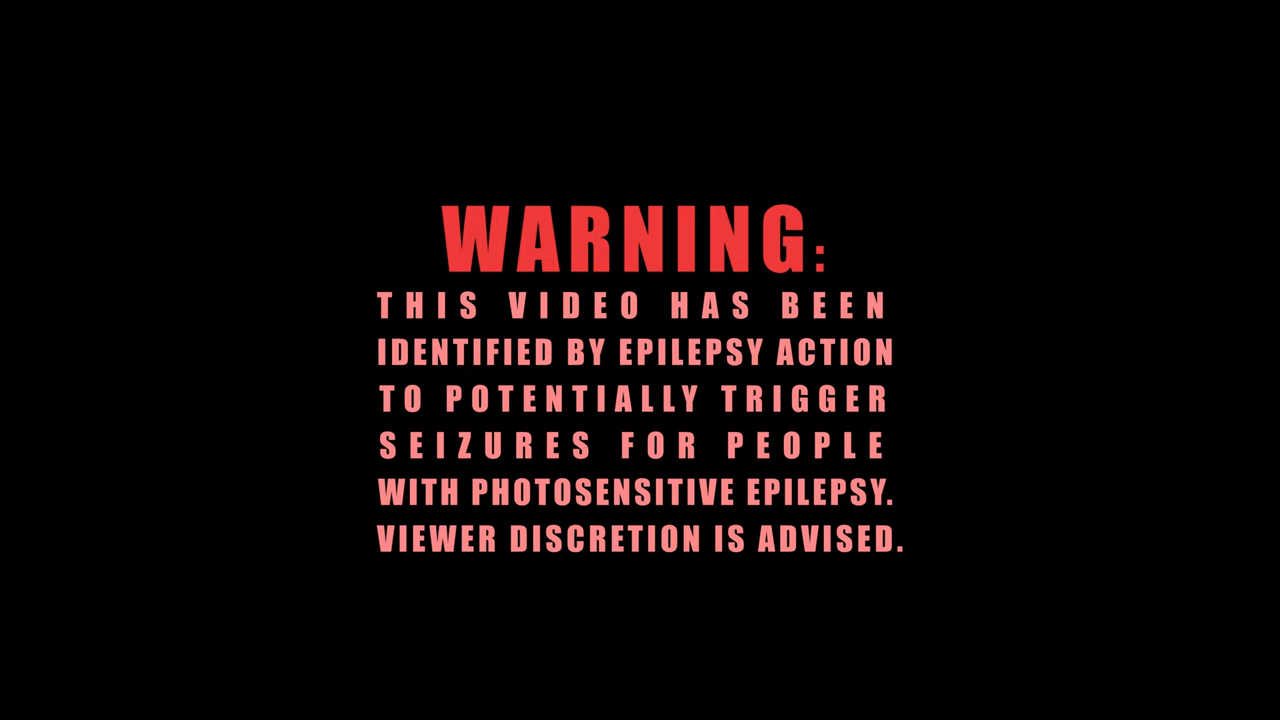 WARNING:
THIS VIDEO HAS BEEN
IDENTIFIED BY EPILEPSY ACTION
TO POTENTIALLY TRIGGER
SEIZURES FOR PEOPLE
WITH PHOTOSENSITIVE EPILEPSY.
VIEWER DISCRETION IS ADVISED.